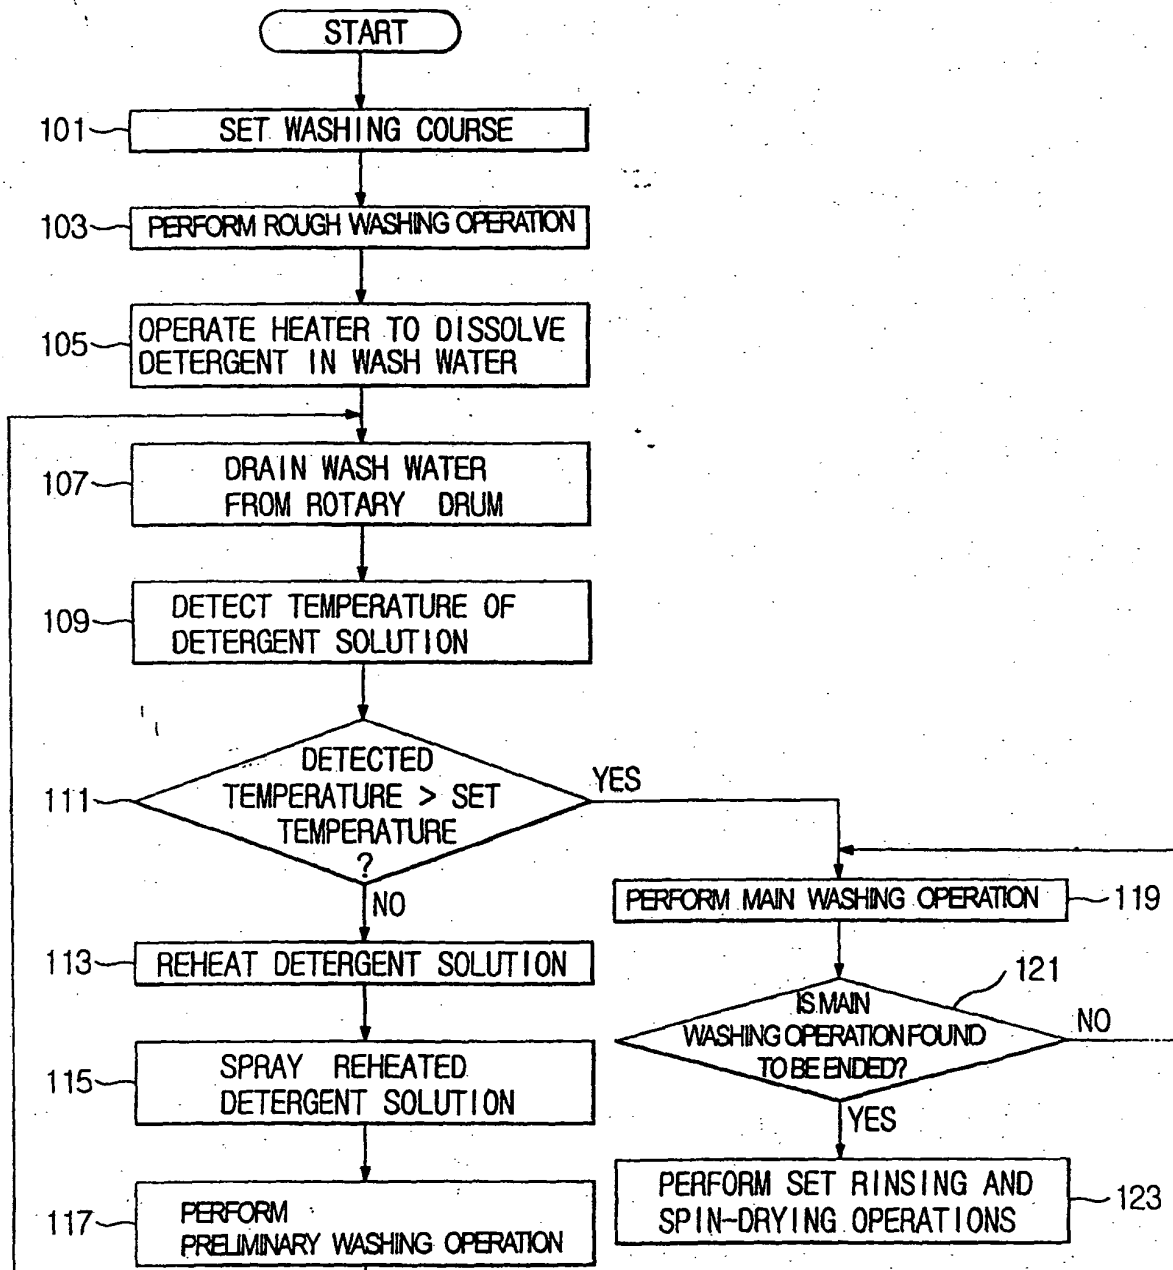 START
101
SET WASHING COURSE
103
PERFORM ROUGH WASHING OPERATION
105
OPERATE HEATER TO DISSOLVE
DETERGENT IN WASH WATER
107
DRAIN WASH WATER
FROM ROTARY DRUM
109
DETECT TEMPERATURE OF
DETERGENT SOLUTION
111
DETECTED
TEMPERATURE > SET
TEMPERATURE
?
YES
NO
113
REHEAT DETERGENT SOLUTION
115
SPRAY REHEATED
DETERGENT SOLUTION
117
PERFORM
PRELIMINARY WASHING OPERATION
PERFORM MAIN WASHING OPERATION
119
121
IS MAIN
WASHING OPERATION FOUND
TO BE ENDED?
NO
YES
PERFORM SET RINSING AND
SPIN-DRYING OPERATIONS
123